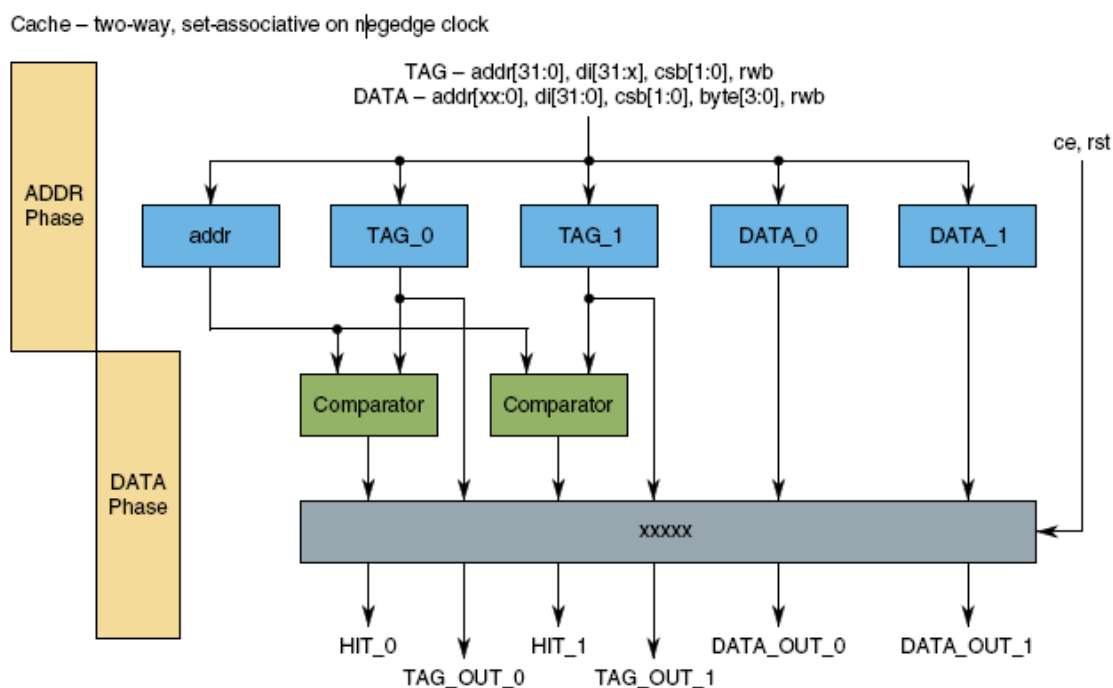 Cache – two-way, set-associative on negedge clock
TAG – addr[31:0], di[31:x], csb[1:0], rwb
DATA – addr[xx:0], di[31:0], csb[1:0], byte[3:0], rwb
ce, rst
ADDR
Phase
addr
TAG_0
TAG_1
DATA_0
DATA_1
Comparator
Comparator
DATA
Phase
xxxxx
HIT_0
HIT_1
DATA_OUT_0
DATA_OUT_1
TAG_OUT_0
TAG_OUT_1